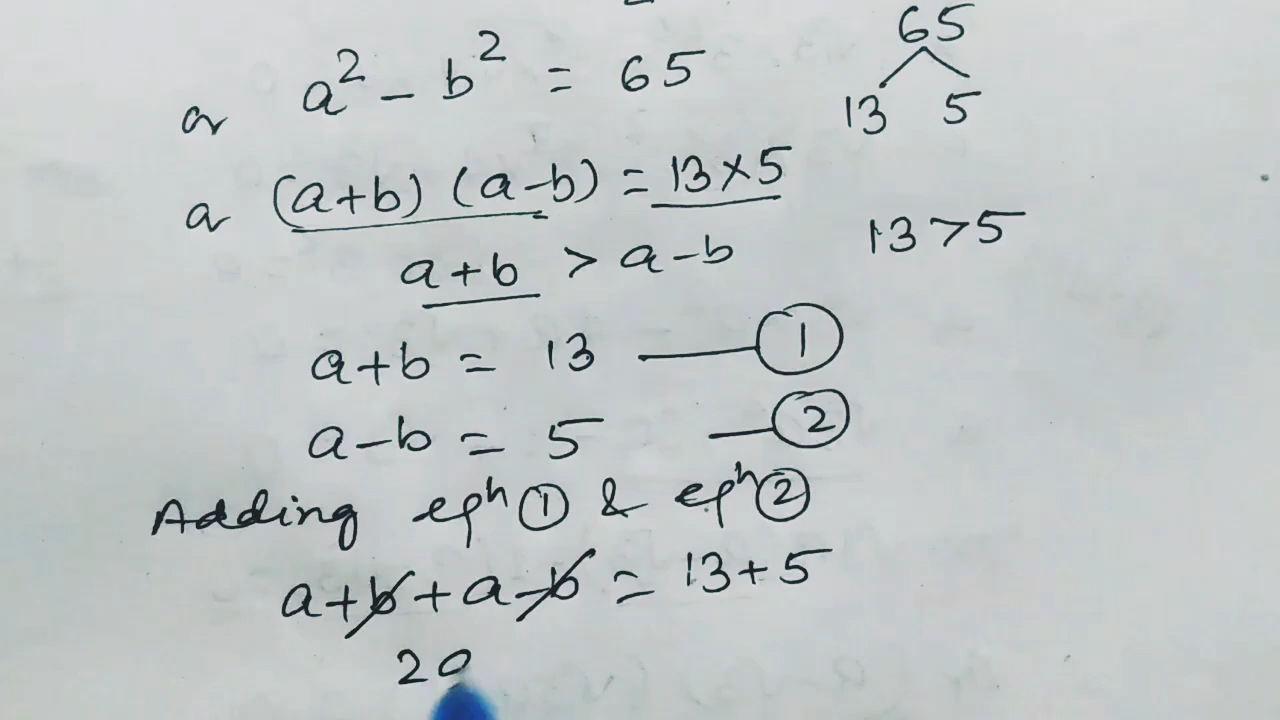 65
or a² - b² = 65
13 5
or (a+b) (a-b) = 13×5
13 > 5
a+b > a-b
a+b = 13 —— ①
a-b = 5 — ②
Adding eqⁿ ① & eqⁿ ②
a+b+a-b = 13+5
2a